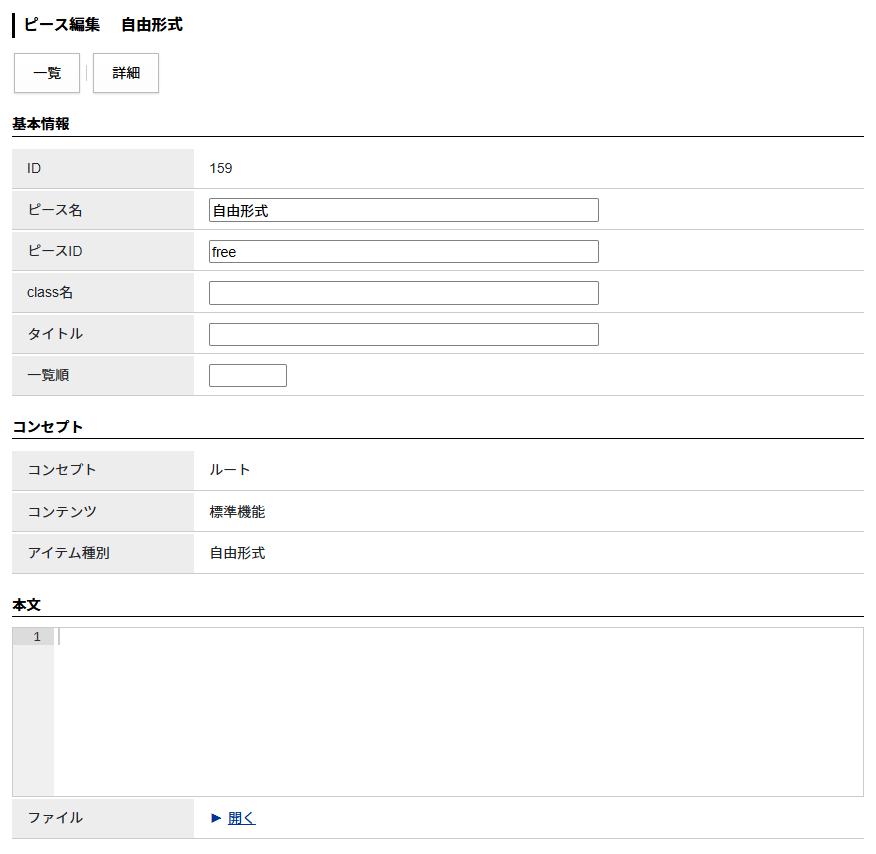 ピース編集　自由形式
一覧 詳細
基本情報
ID 159
ピース名 自由形式
ピースID free
class名
タイトル
一覧順
コンセプト
コンセプト ルート
コンテンツ 標準機能
アイテム種別 自由形式
本文
1
ファイル ► 開く